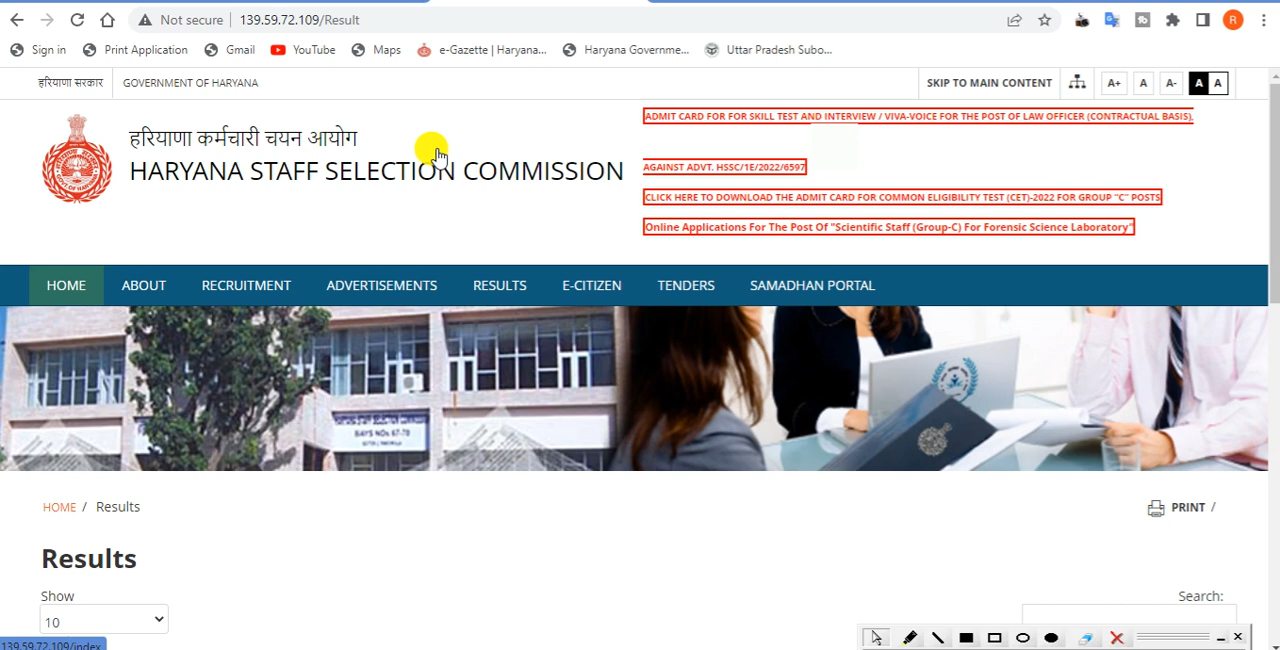 Not secure 139.59.72.109/Result
R
Sign in Print Application Gmail YouTube Maps e-Gazette | Haryana... Haryana Governme... Uttar Pradesh Subo...
हरियाणा सरकार GOVERNMENT OF HARYANA SKIP TO MAIN CONTENT A+ A A- A A
ADMIT CARD FOR FOR SKILL TEST AND INTERVIEW / VIVA-VOICE FOR THE POST OF LAW OFFICER (CONTRACTUAL BASIS),
हरियाणा कर्मचारी चयन आयोग
HARYANA STAFF SELECTION COMMISSION
AGAINST ADVT. HSSC/1E/2022/6597
CLICK HERE TO DOWNLOAD THE ADMIT CARD FOR COMMON ELIGIBILITY TEST (CET)-2022 FOR GROUP "C" POSTS
Online Applications For The Post Of "Scientific Staff (Group-C) For Forensic Science Laboratory"
HOME ABOUT RECRUITMENT ADVERTISEMENTS RESULTS E-CITIZEN TENDERS SAMADHAN PORTAL
BAYS NOs. 67-70
HOME / Results PRINT /
Results
Show Search:
10
139.59.72.109/index